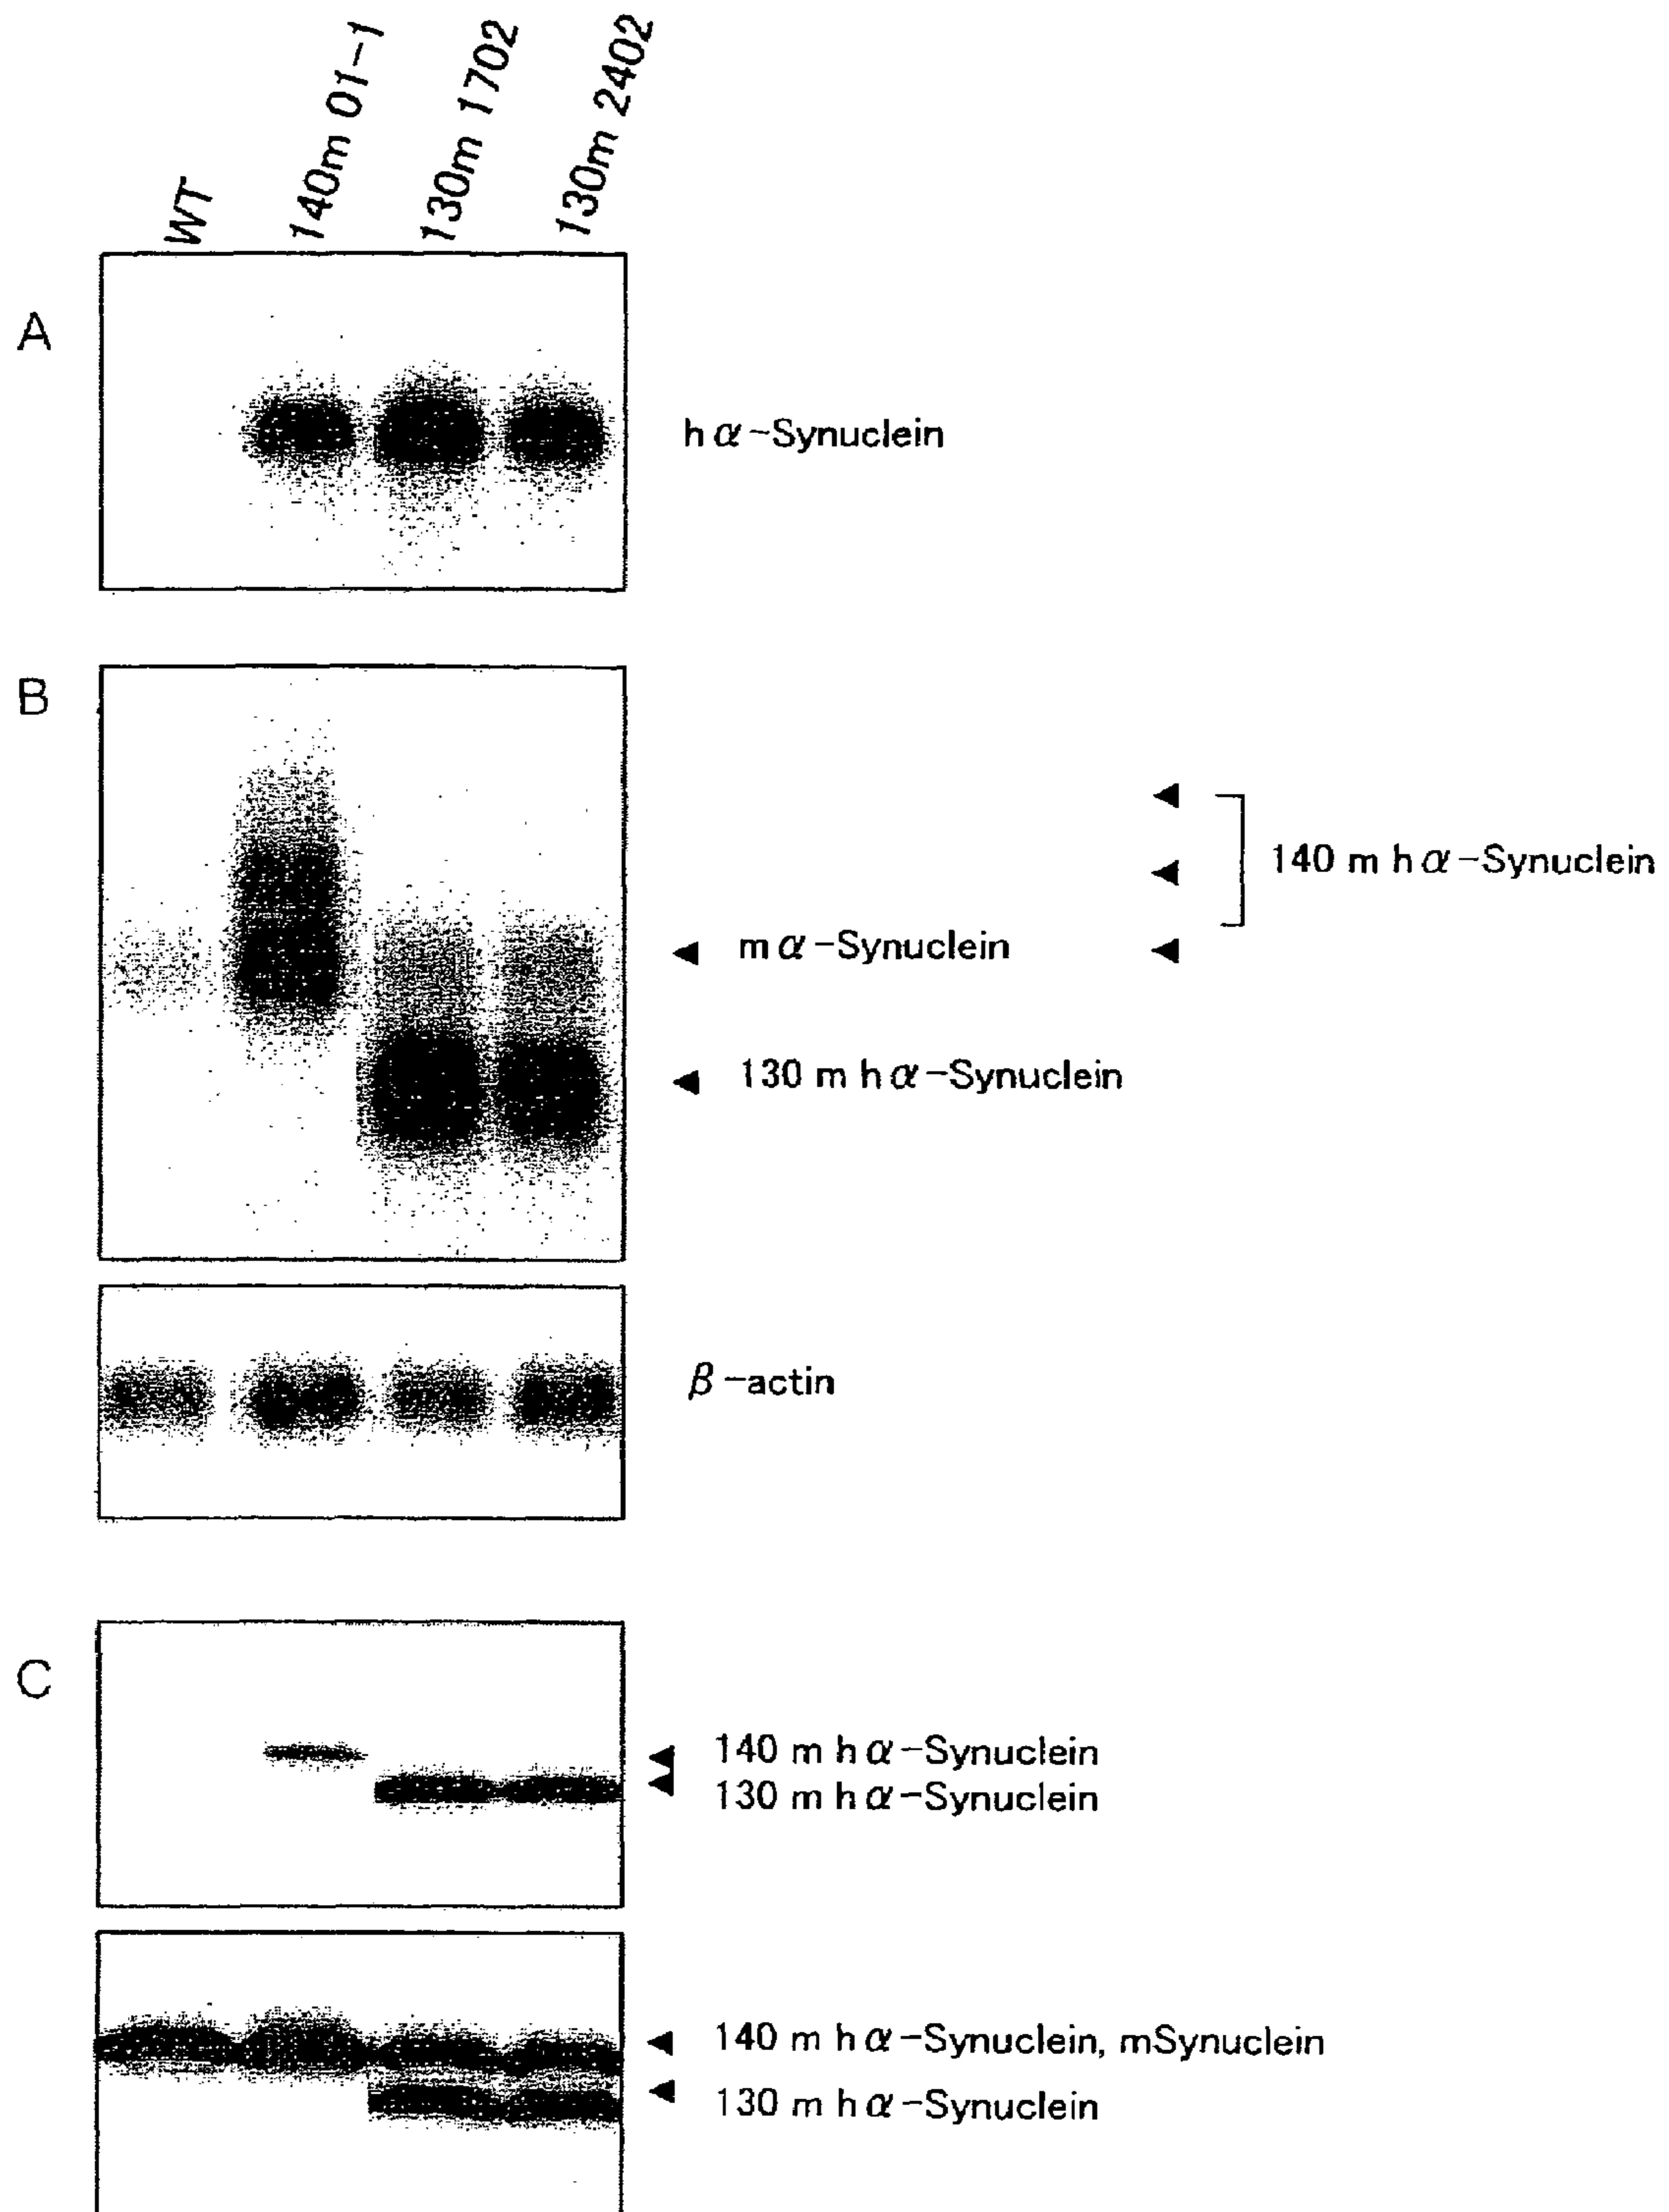 WT 140m 01-1 130m 1702 130m 2402
A
hα-Synuclein
B
140 m hα-Synuclein
mα-Synuclein
130 m hα-Synuclein
β-actin
C
140 m hα-Synuclein
130 m hα-Synuclein
140 m hα-Synuclein, mSynuclein
130 m hα-Synuclein